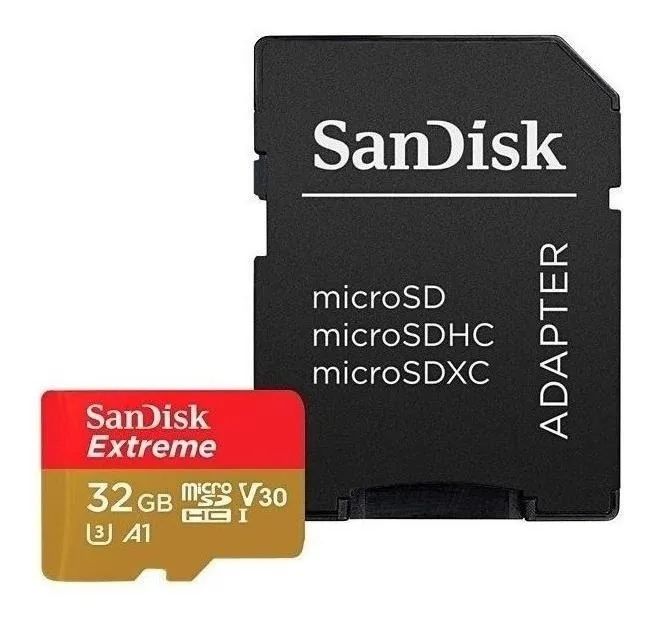 SanDisk
microSD
microSDHC
microSDXC
ADAPTER
SanDisk
Extreme
32GB micro SD HC I V30
U3 A1